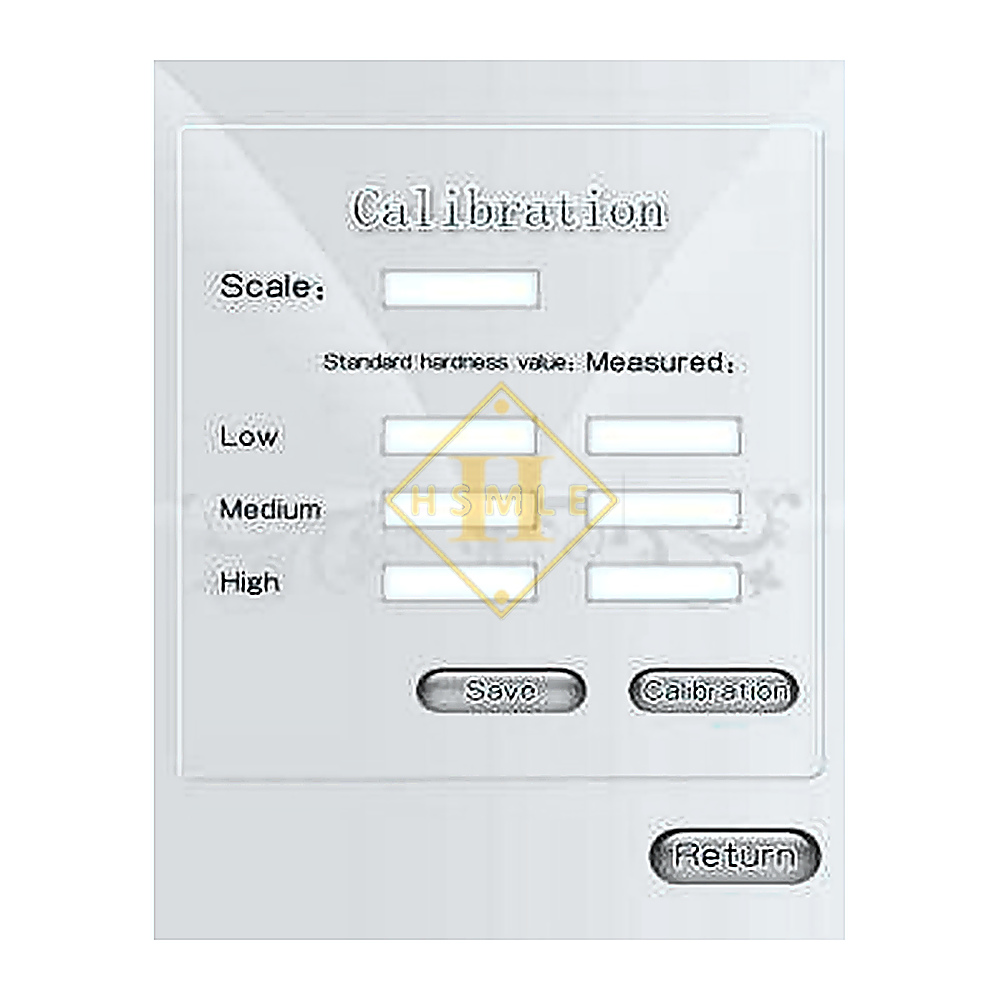 Calibration
Scale：
Standard hardness value： Measured：
Low
Medium
High
H
HSMLE
Save Calibration
Return